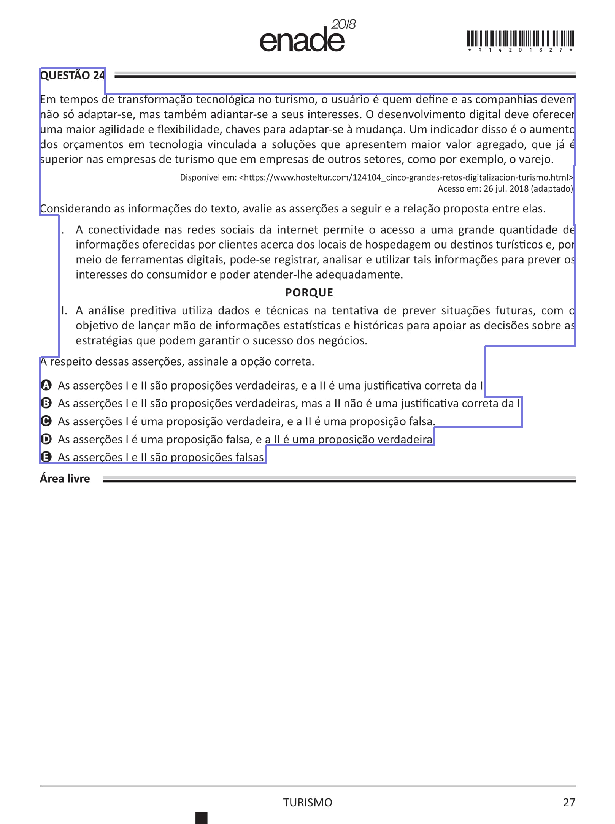 enade2018
*R1420182 7*
QUESTÃO 24
Em tempos de transformação tecnológica no turismo, o usuário é quem define e as companhias devem
não só adaptar-se, mas também adiantar-se a seus interesses. O desenvolvimento digital deve oferecer
uma maior agilidade e flexibilidade, chaves para adaptar-se à mudança. Um indicador disso é o aumento
dos orçamentos em tecnologia vinculada a soluções que apresentem maior valor agregado, que já é
superior nas empresas de turismo que em empresas de outros setores, como por exemplo, o varejo.
Disponível em: <https://www.hosteltur.com/124104_cinco-grandes-retos-digitalizacion-turismo.html>
Acesso em: 26 jul. 2018 (adaptado)
Considerando as informações do texto, avalie as asserções a seguir e a relação proposta entre elas.
. A conectividade nas redes sociais da internet permite o acesso a uma grande quantidade de
informações oferecidas por clientes acerca dos locais de hospedagem ou destinos turísticos e, por
meio de ferramentas digitais, pode-se registrar, analisar e utilizar tais informações para prever os
interesses do consumidor e poder atender-lhe adequadamente.
PORQUE
I. A análise preditiva utiliza dados e técnicas na tentativa de prever situações futuras, com o
objetivo de lançar mão de informações estatísticas e históricas para apoiar as decisões sobre as
estratégias que podem garantir o sucesso dos negócios.
A respeito dessas asserções, assinale a opção correta.
A As asserções I e II são proposições verdadeiras, e a II é uma justificativa correta da I
B As asserções I e II são proposições verdadeiras, mas a II não é uma justificativa correta da I
C As asserções I é uma proposição verdadeira, e a II é uma proposição falsa.
D As asserções I é uma proposição falsa, e a II é uma proposição verdadeira
E As asserções I e II são proposições falsas
Área livre
TURISMO
27